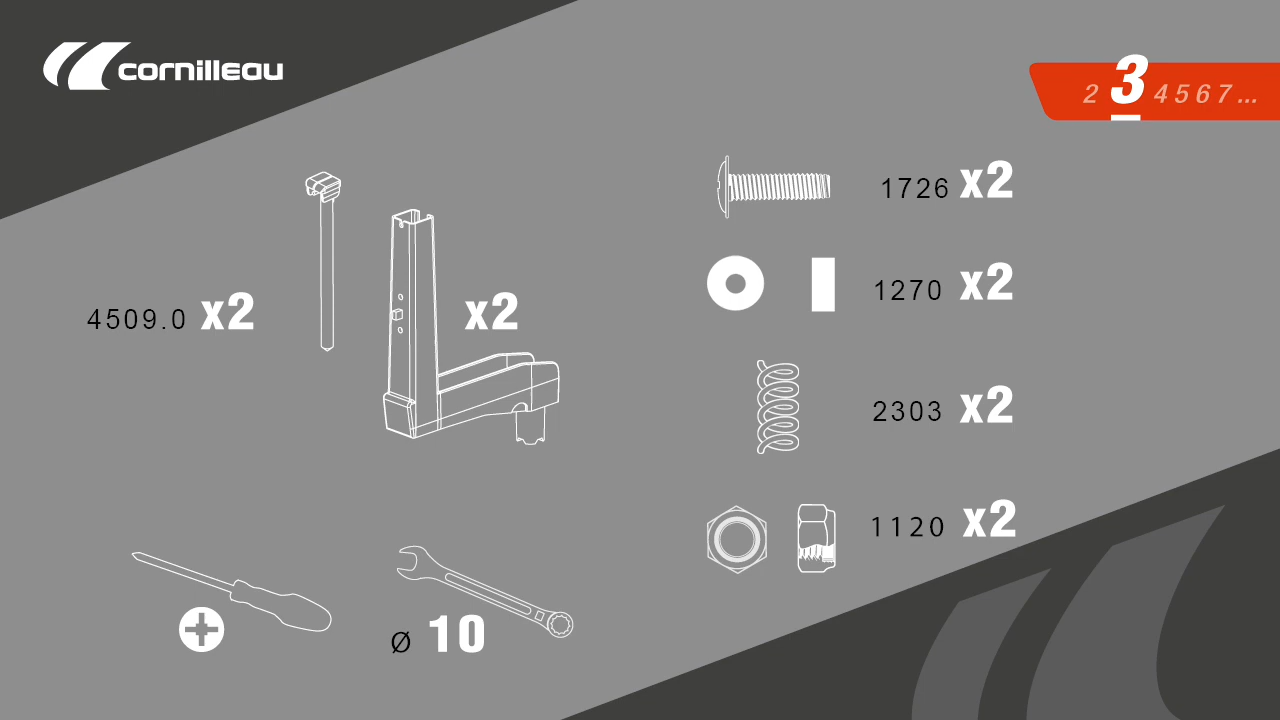 cornilleau
2 3 4 5 6 7 ...
4509.0 x2
x2
1726 x2
1270 x2
2303 x2
1120 x2
Ø 10